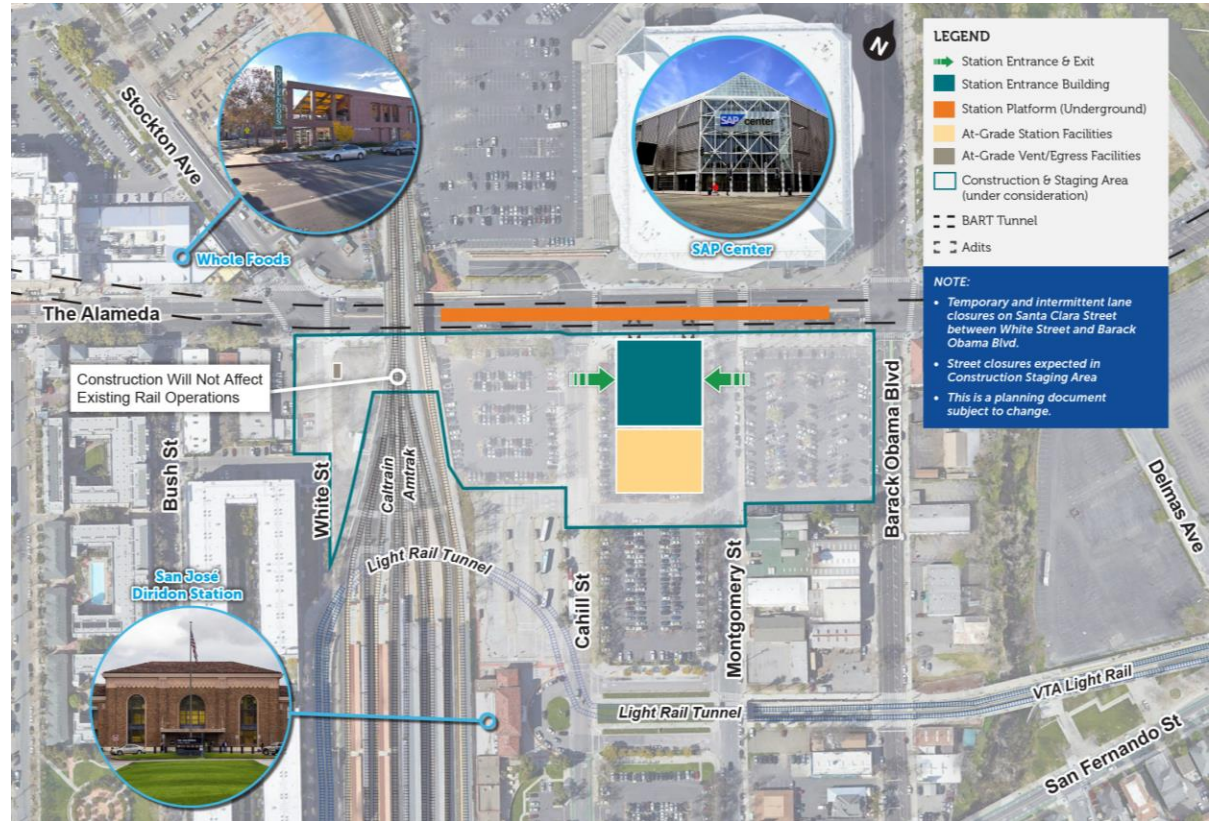 Stockton Ave
Whole Foods
SAP center
SAP Center
N
LEGEND
Station Entrance & Exit
Station Entrance Building
Station Platform (Underground)
At-Grade Station Facilities
At-Grade Vent/Egress Facilities
Construction & Staging Area
(under consideration)
BART Tunnel
Adits
NOTE:
• Temporary and intermittent lane
closures on Santa Clara Street
between White Street and Barack
Obama Blvd.
• Street closures expected in
Construction Staging Area
• This is a planning document
subject to change.
The Alameda
Construction Will Not Affect
Existing Rail Operations
Bush St
White St
Caltrain
Amtrak
Light Rail Tunnel
Cahill St
Montgomery St
Barack Obama Blvd
Delmas Ave
San José
Diridon Station
Light Rail Tunnel
VTA Light Rail
San Fernando St